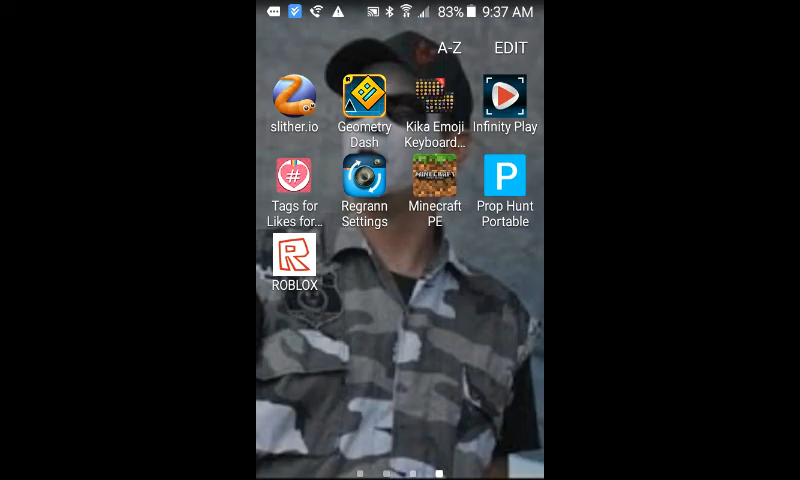 83% 9:37 AM
A-Z EDIT
slither.io
Geometry
Dash
Kika Emoji
Keyboard...
Infinity Play
#
Tags for
Likes for...
Regrann
Settings
MINECRAFT
Minecraft
PE
P
Prop Hunt
Portable
R
ROBLOX